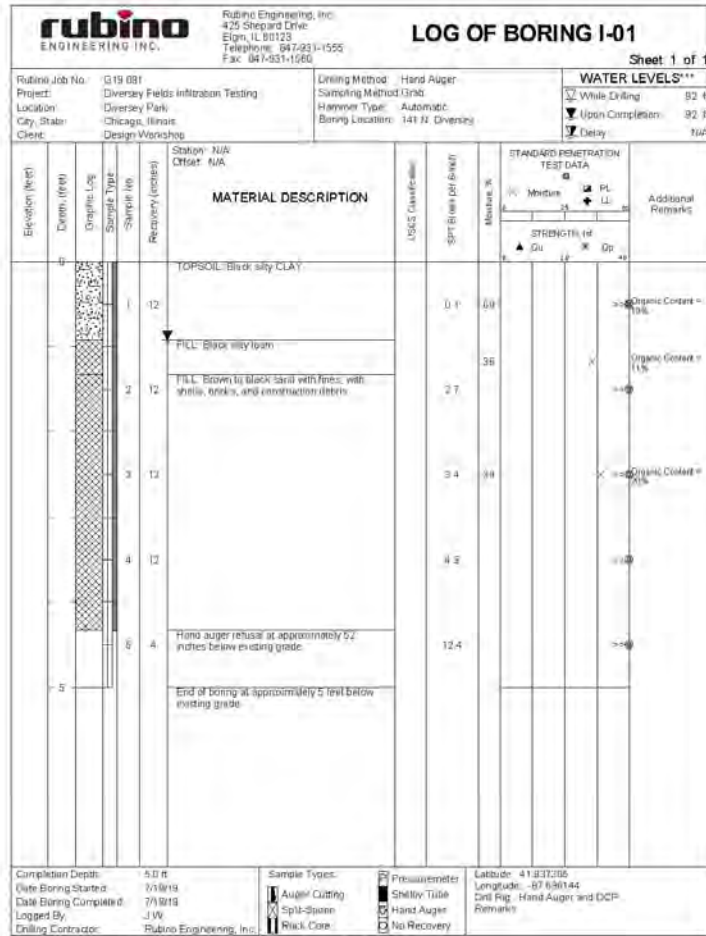 rubino
ENGINEERING INC.
Rubino Engineering, Inc.
425 Shepard Drive
Elgin, IL 60123
Telephone: 847-931-1555
Fax: 847-931-1560
LOG OF BORING I-01
Sheet 1 of 1
Rubino Job No.: G19.081
Project: Diversey Fields Infiltration Testing
Location: Diversey Park
City, State: Chicago, Illinois
Client: Design Workshop
Drilling Method: Hand Auger
Sampling Method: Grab
Hammer Type: Automatic
Boring Location: 141 N. Diversey
WATER LEVELS***
While Drilling
Upon Completion
Delay N/A
Elevation (feet)
Depth, (feet)
Graphic Log
Sample Type
Sample No.
Recovery (inches)
Station: N/A
Offset: N/A
MATERIAL DESCRIPTION
USCS Classification
SPT Blows per 6-inch
Moisture, %
STANDARD PENETRATION
TEST DATA
Moisture PL
LL
0 25 50
STRENGTH, tsf
Qu Qp
Additional
Remarks
0
TOPSOIL: Black silty CLAY
1 12 >>
Organic Content =
FILL: Black silty loam
Organic Content =
11%
FILL: Brown to black sand with fines, with
shells, bricks, and construction debris
2 12 >>
3 12 >>
Organic Content =
4 12 >>
Hand auger refusal at approximately 52
inches below existing grade
5 4 >>
5
End of boring at approximately 5 feet below
existing grade
Completion Depth: 5.0 ft
Date Boring Started: 7/19/19
Date Boring Completed: 7/19/19
Logged By: J.W.
Drilling Contractor: Rubino Engineering, Inc.
Sample Types:
Auger Cutting
Split-Spoon
Rock Core
Pressuremeter
Shelby Tube
Hand Auger
No Recovery
Latitude:
Longitude:
Drill Rig: Hand Auger and DCP
Remarks: